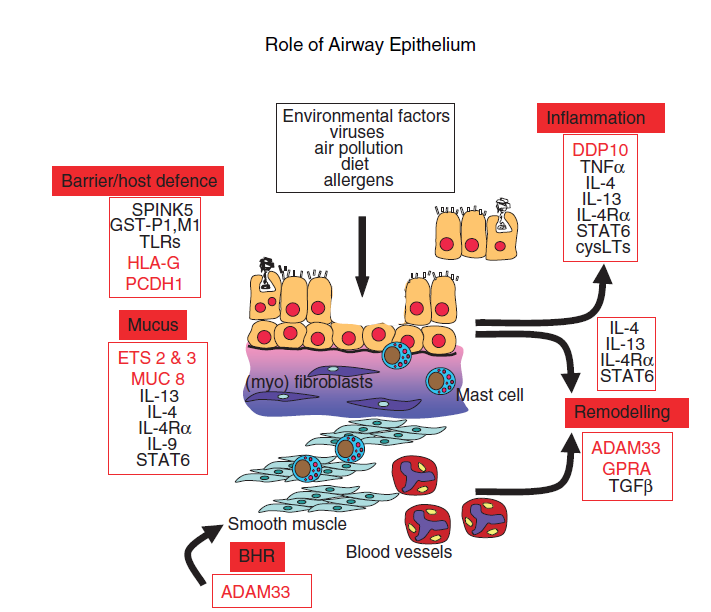 Role of Airway Epithelium
Environmental factors
viruses
air pollution
diet
allergens
Inflammation
DDP10
TNFα
IL-4
IL-13
IL-4Rα
STAT6
cysLTs
Barrier/host defence
SPINK5
GST-P1,M1
TLRs
HLA-G
PCDH1
Mucus
ETS 2 & 3
MUC 8
IL-13
IL-4
IL-4Rα
IL-9
STAT6
(myo) fibroblasts
Mast cell
IL-4
IL-13
IL-4Rα
STAT6
Remodelling
ADAM33
GPRA
TGFβ
Smooth muscle
Blood vessels
BHR
ADAM33